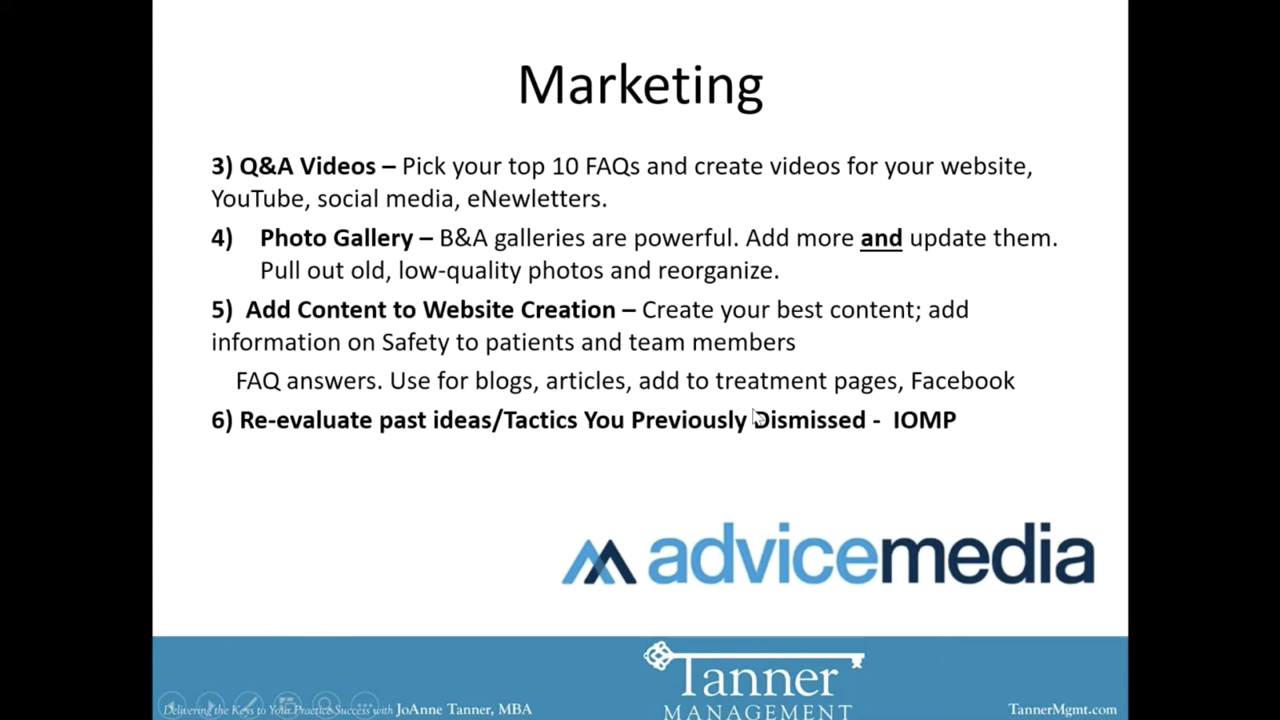 Marketing
3) Q&A Videos – Pick your top 10 FAQs and create videos for your website,
YouTube, social media, eNewletters.
4) Photo Gallery – B&A galleries are powerful. Add more and update them.
Pull out old, low-quality photos and reorganize.
5) Add Content to Website Creation – Create your best content; add
information on Safety to patients and team members
FAQ answers. Use for blogs, articles, add to treatment pages, Facebook
6) Re-evaluate past ideas/Tactics You Previously Dismissed - IOMP
advicemedia
Tanner
MANAGEMENT
Delivering the Keys to Your Practice Success with JoAnne Tanner, MBA
TannerMgmt.com